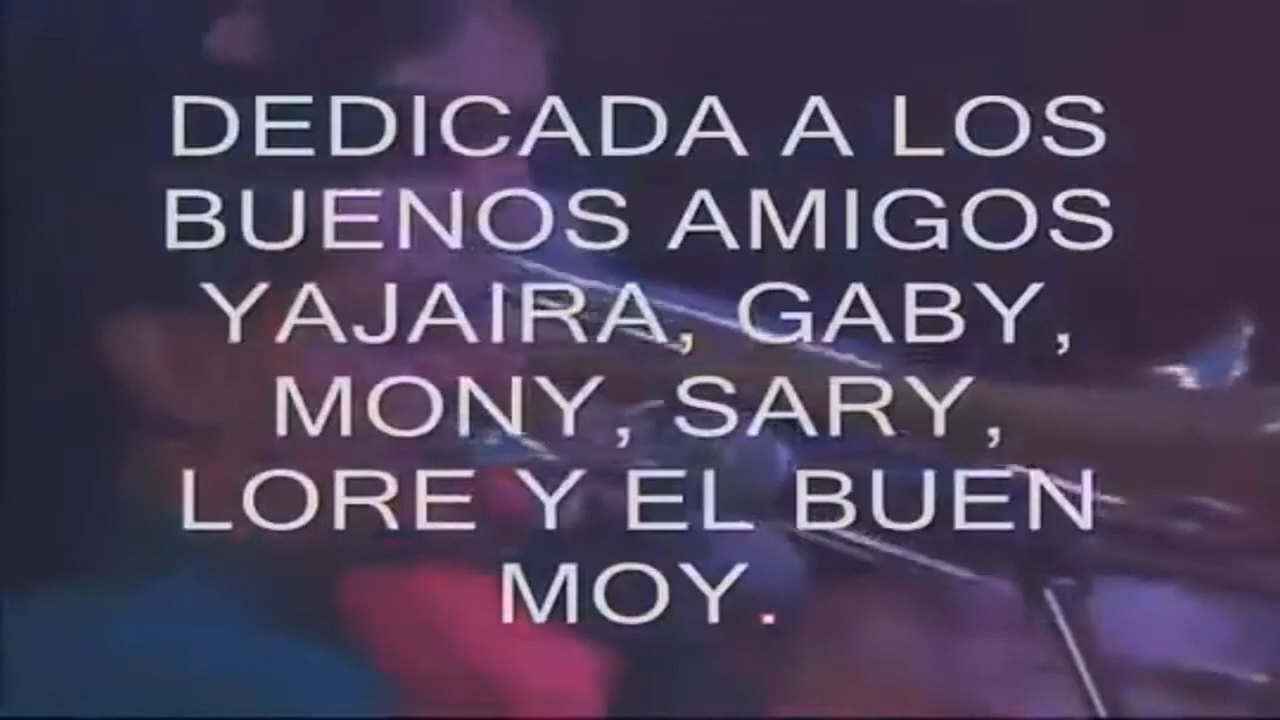 DEDICADA A LOS
BUENOS AMIGOS
YAJAIRA, GABY,
MONY, SARY,
LORE Y EL BUEN
MOY.